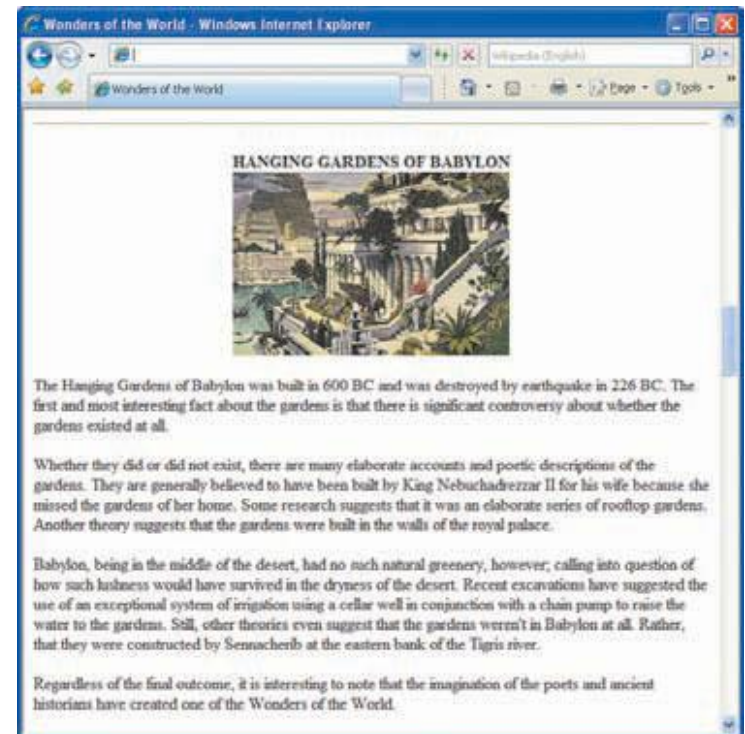 Wonders of the World - Windows Internet Explorer
Wikipedia (English)
Wonders of the World
Page
Tools
HANGING GARDENS OF BABYLON
The Hanging Gardens of Babylon was built in 600 BC and was destroyed by earthquake in 226 BC. The
first and most interesting fact about the gardens is that there is significant controversy about whether the
gardens existed at all.
Whether they did or did not exist, there are many elaborate accounts and poetic descriptions of the
gardens. They are generally believed to have been built by King Nebuchadrezzar II for his wife because she
missed the gardens of her home. Some research suggests that it was an elaborate series of rooftop gardens.
Another theory suggests that the gardens were built in the walls of the royal palace.
Babylon, being in the middle of the desert, had no such natural greenery, however; calling into question of
how such lushness would have survived in the dryness of the desert. Recent excavations have suggested the
use of an exceptional system of irrigation using a cellar well in conjunction with a chain pump to raise the
water to the gardens. Still, other theories even suggest that the gardens weren't in Babylon at all. Rather,
that they were constructed by Sennacherib at the eastern bank of the Tigris river.
Regardless of the final outcome, it is interesting to note that the imagination of the poets and ancient
historians have created one of the Wonders of the World.